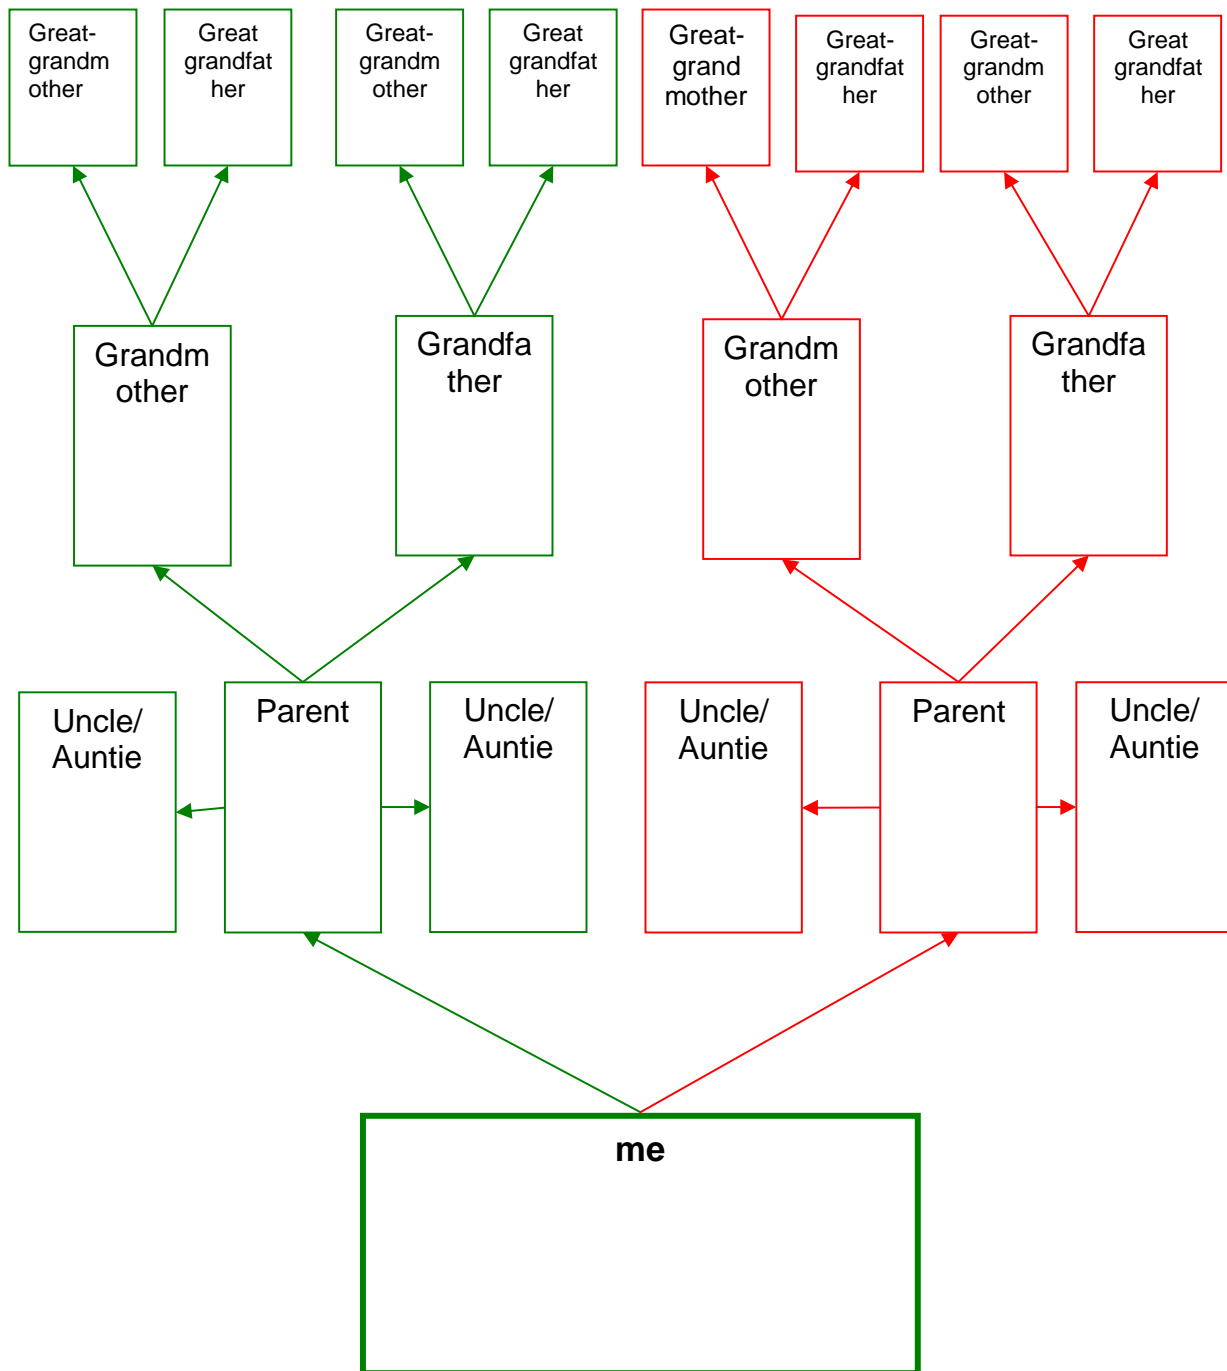 Great-
grandm
other
Great
grandfat
her
Great-
grandm
other
Great
grandfat
her
Great-
grand
mother
Great-
grandfat
her
Great-
grandm
other
Great
grandfat
her
Grandm
other
Grandfa
ther
Grandm
other
Grandfa
ther
Uncle/
Auntie
Parent
Uncle/
Auntie
Uncle/
Auntie
Parent
Uncle/
Auntie
me